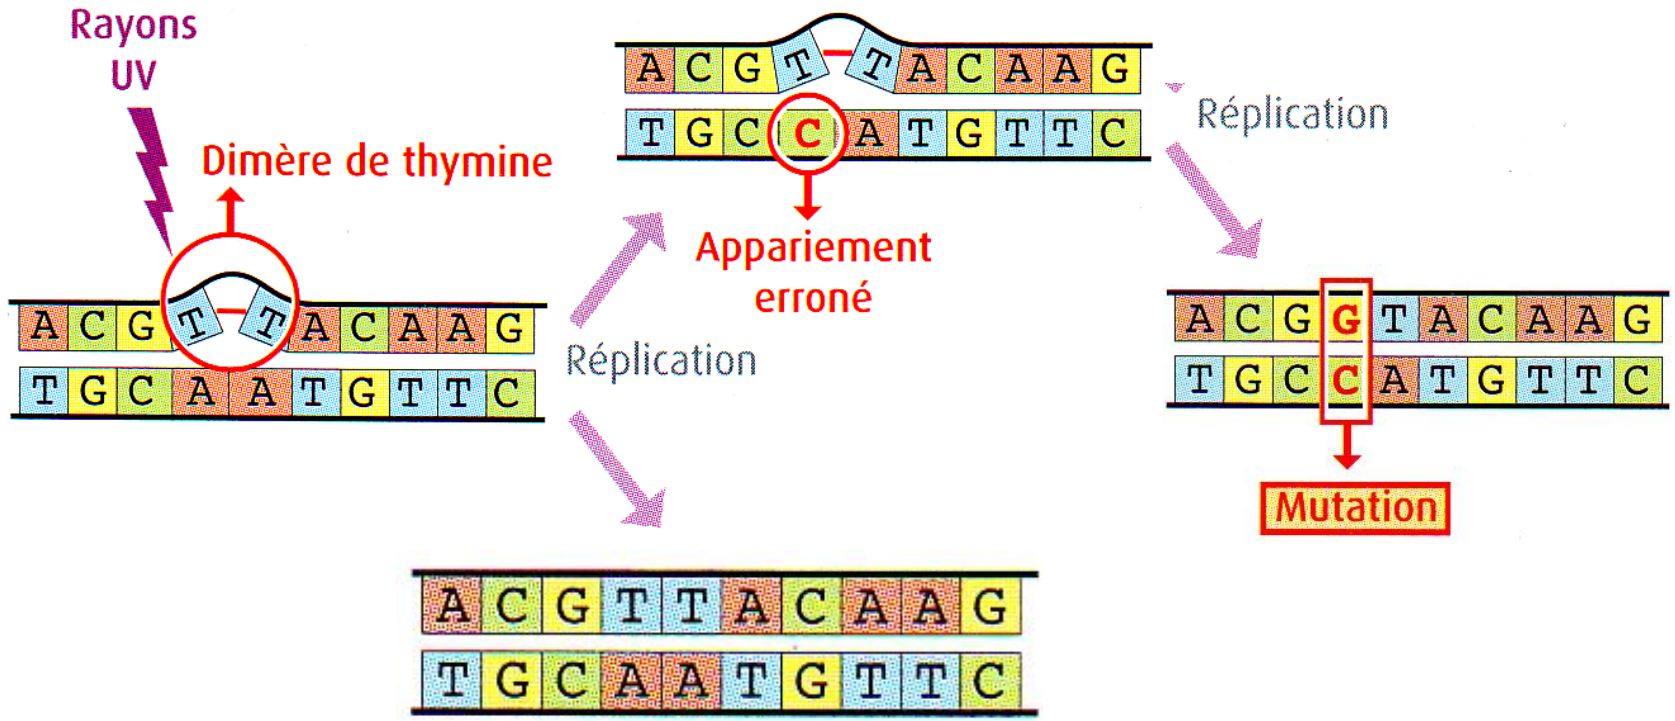 Rayons
UV
Dimère de thymine
A C G T T A C A A G
T G C A A T G T T C
Réplication
A C G T T A C A A G
T G C C A T G T T C
Appariement
erroné
Réplication
A C G G T A C A A G
T G C C A T G T T C
Mutation
A C G T T A C A A G
T G C A A T G T T C